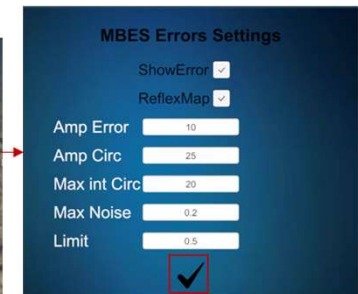 MBES Errors Settings
ShowError
ReflexMap
Amp Error 10
Amp Circ 25
Max int Circ 20
Max Noise 0.2
Limit 0.5